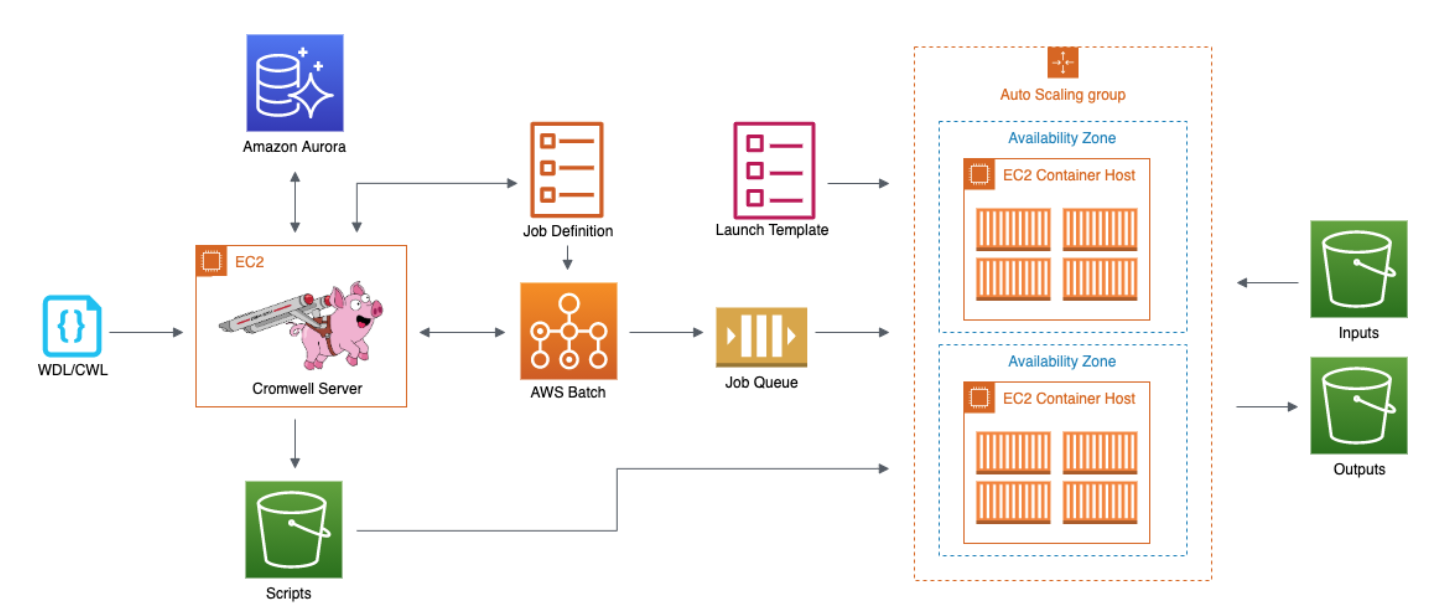 Amazon Aurora
Job Definition
Launch Template
Auto Scaling group
Availability Zone
EC2 Container Host
EC2
Cromwell Server
WDL/CWL
{}
AWS Batch
Job Queue
Availability Zone
EC2 Container Host
Inputs
Outputs
Scripts